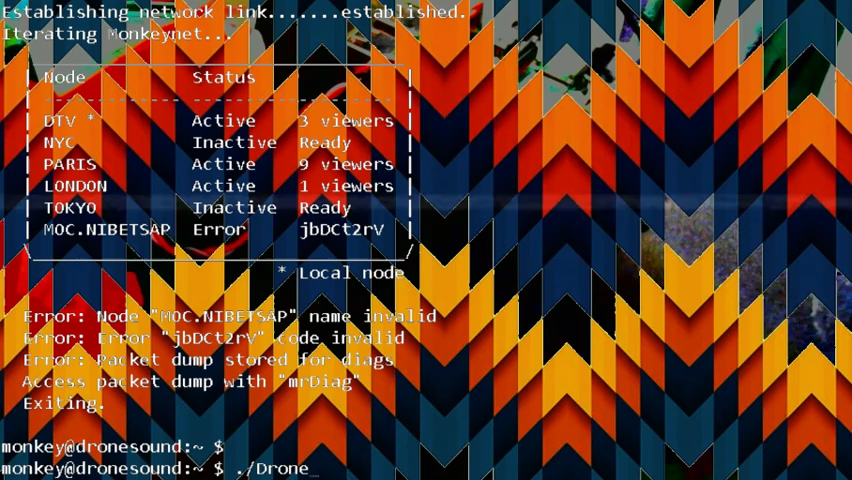 Establishing network link.......established.
Iterating Monkeynet...
Node Status
DTV * Active 3 viewers
NYC Inactive Ready
PARIS Active 9 viewers
LONDON Active 1 viewers
TOKYO Inactive Ready
MOC.NIBETSAP Error jbDCt2rV
* Local node
Error: Node "MOC.NIBETSAP" name invalid
Error: Error "jbDCt2rV" code invalid
Error: Packet dump stored for diags
Access packet dump with "mrDiag"
Exiting.
monkey@dronesound:~ $
monkey@dronesound:~ $ ./Drone_